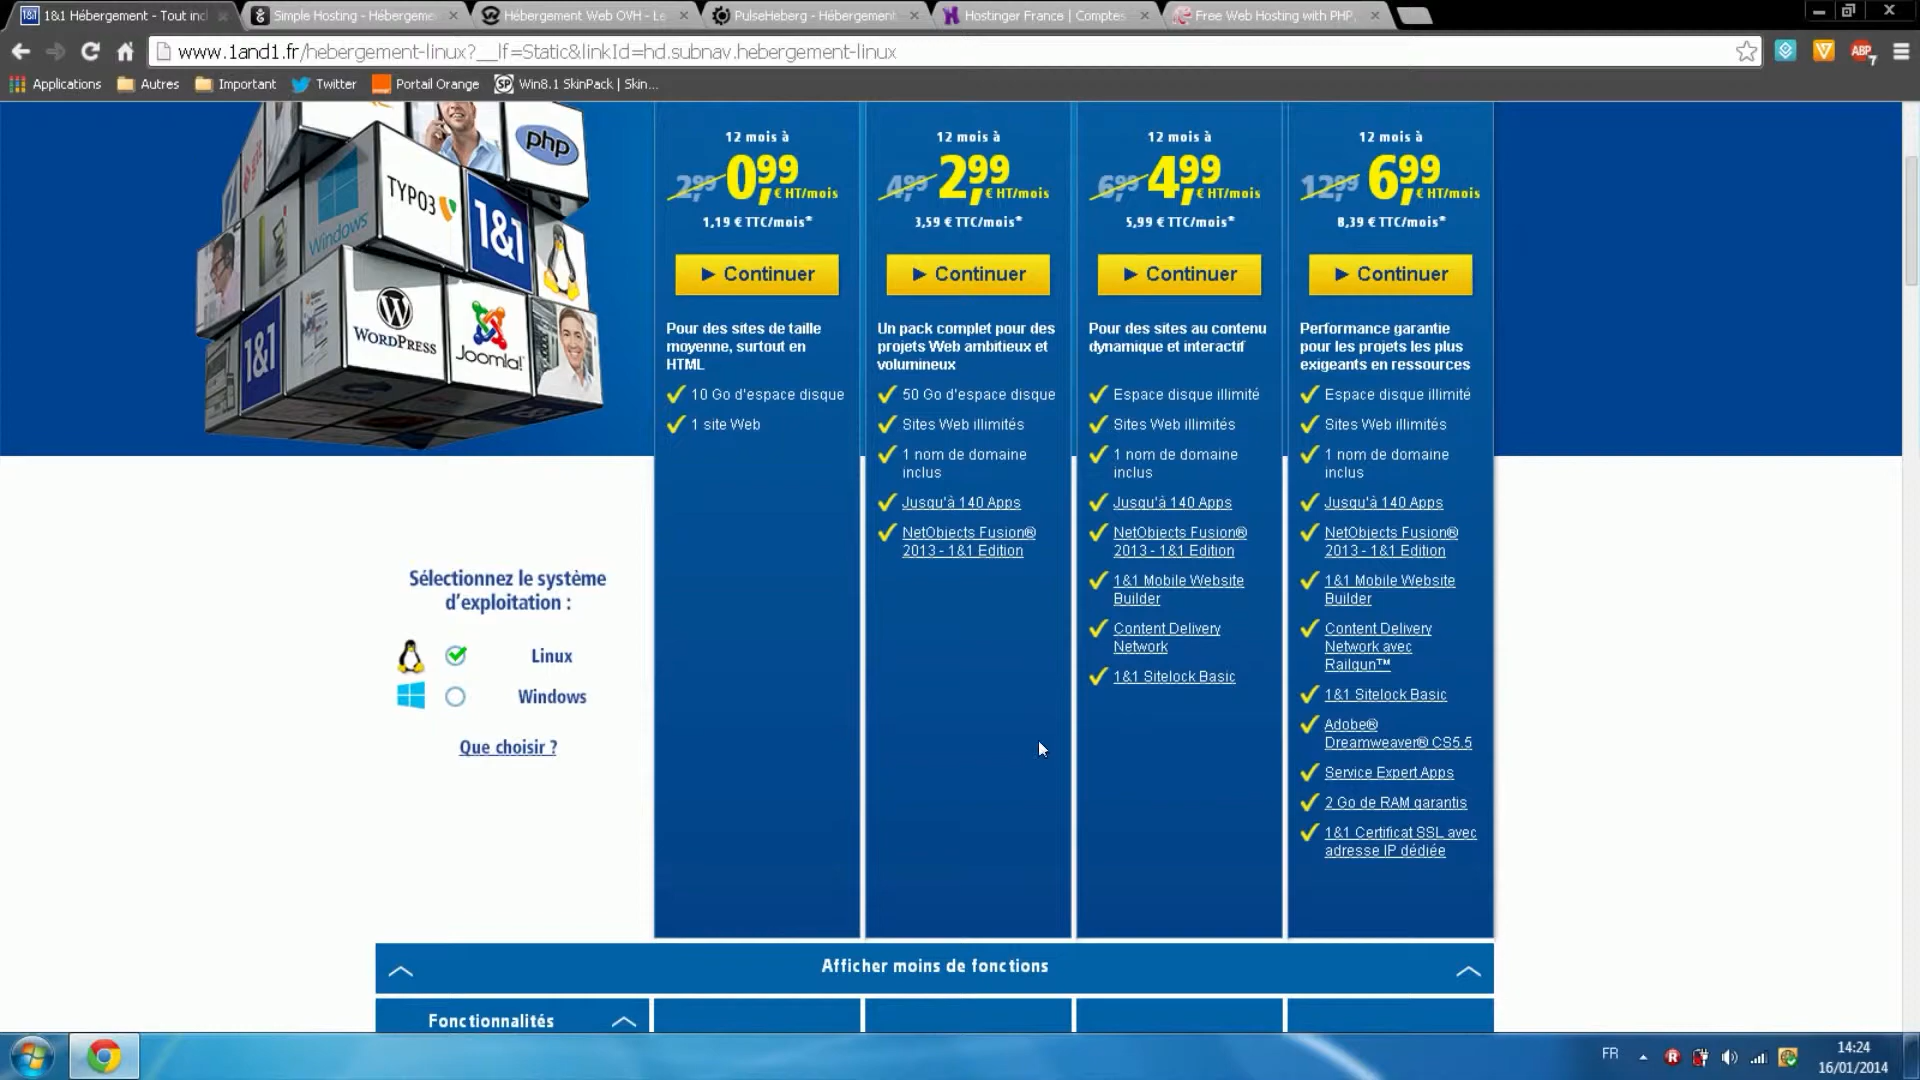 1&1 Hébergement - Tout incl
Simple Hosting - Hébergeme
Hébergement Web OVH - Le
PulseHeberg - Hébergement
Hostinger France | Comptes
Free Web Hosting with PHP,
www.1and1.fr/hebergement-linux?__lf=Static&linkId=hd.subnav.hebergement-linux
ABP
7
Applications
Autres
Important
Twitter
Portail Orange
SP
Win8.1 SkinPack | Skin...
php
TYPO3
1&1
Windows
1&1
WORDPRESS
Joomla!
12 mois à
2,99 0,99 € HT/mois
1,19 € TTC/mois*
Continuer
Pour des sites de taille
moyenne, surtout en
HTML
10 Go d'espace disque
1 site Web
12 mois à
4,99 2,99 € HT/mois
3,59 € TTC/mois*
Continuer
Un pack complet pour des
projets Web ambitieux et
volumineux
50 Go d'espace disque
Sites Web illimités
1 nom de domaine
inclus
Jusqu'à 140 Apps
NetObjects Fusion®
2013 - 1&1 Edition
12 mois à
6,99 4,99 € HT/mois
5,99 € TTC/mois*
Continuer
Pour des sites au contenu
dynamique et interactif
Espace disque illimité
Sites Web illimités
1 nom de domaine
inclus
Jusqu'à 140 Apps
NetObjects Fusion®
2013 - 1&1 Edition
1&1 Mobile Website
Builder
Content Delivery
Network
1&1 Sitelock Basic
12 mois à
12,99 6,99 € HT/mois
8,39 € TTC/mois*
Continuer
Performance garantie
pour les projets les plus
exigeants en ressources
Espace disque illimité
Sites Web illimités
1 nom de domaine
inclus
Jusqu'à 140 Apps
NetObjects Fusion®
2013 - 1&1 Edition
1&1 Mobile Website
Builder
Content Delivery
Network avec
Railgun™
1&1 Sitelock Basic
Adobe®
Dreamweaver® CS5.5
Service Expert Apps
2 Go de RAM garantis
1&1 Certificat SSL avec
adresse IP dédiée
Sélectionnez le système
d'exploitation :
Linux
Windows
Que choisir ?
Afficher moins de fonctions
Fonctionnalités
FR
14:24
16/01/2014